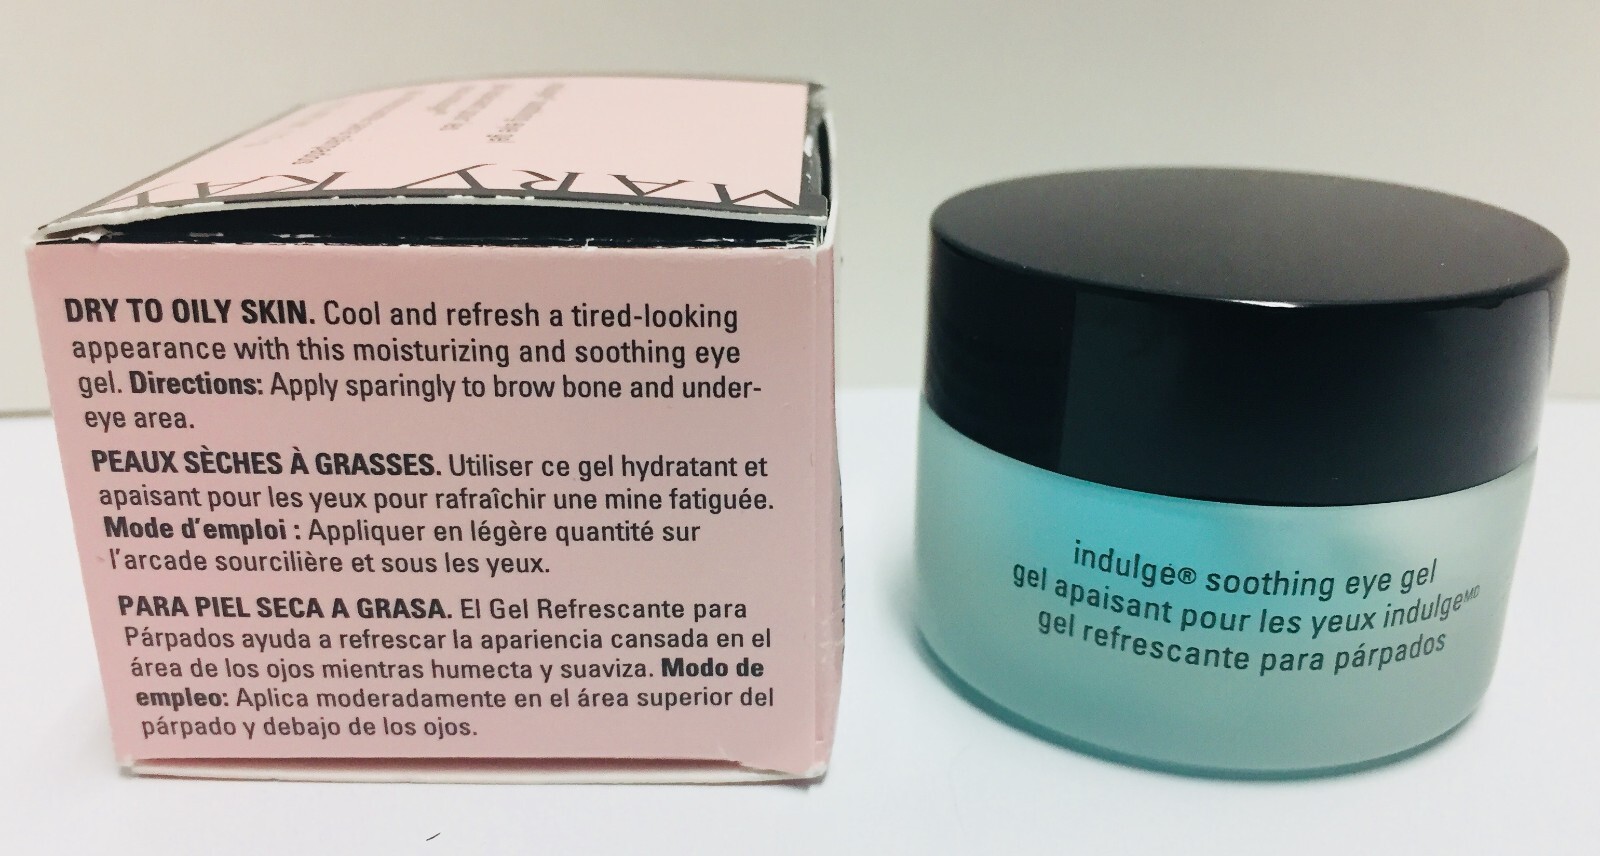 MARY KAY
DRY TO OILY SKIN. Cool and refresh a tired-looking
appearance with this moisturizing and soothing eye
gel. Directions: Apply sparingly to brow bone and under-
eye area.
PEAUX SÈCHES À GRASSES. Utiliser ce gel hydratant et
apaisant pour les yeux pour rafraîchir une mine fatiguée.
Mode d'emploi : Appliquer en légère quantité sur
l'arcade sourcilière et sous les yeux.
PARA PIEL SECA A GRASA. El Gel Refrescante para
Párpados ayuda a refrescar la apariencia cansada en el
área de los ojos mientras humecta y suaviza. Modo de
empleo: Aplica moderadamente en el área superior del
párpado y debajo de los ojos.
indulge® soothing eye gel
gel apaisant pour les yeux indulgeᴹᴰ
gel refrescante para párpados